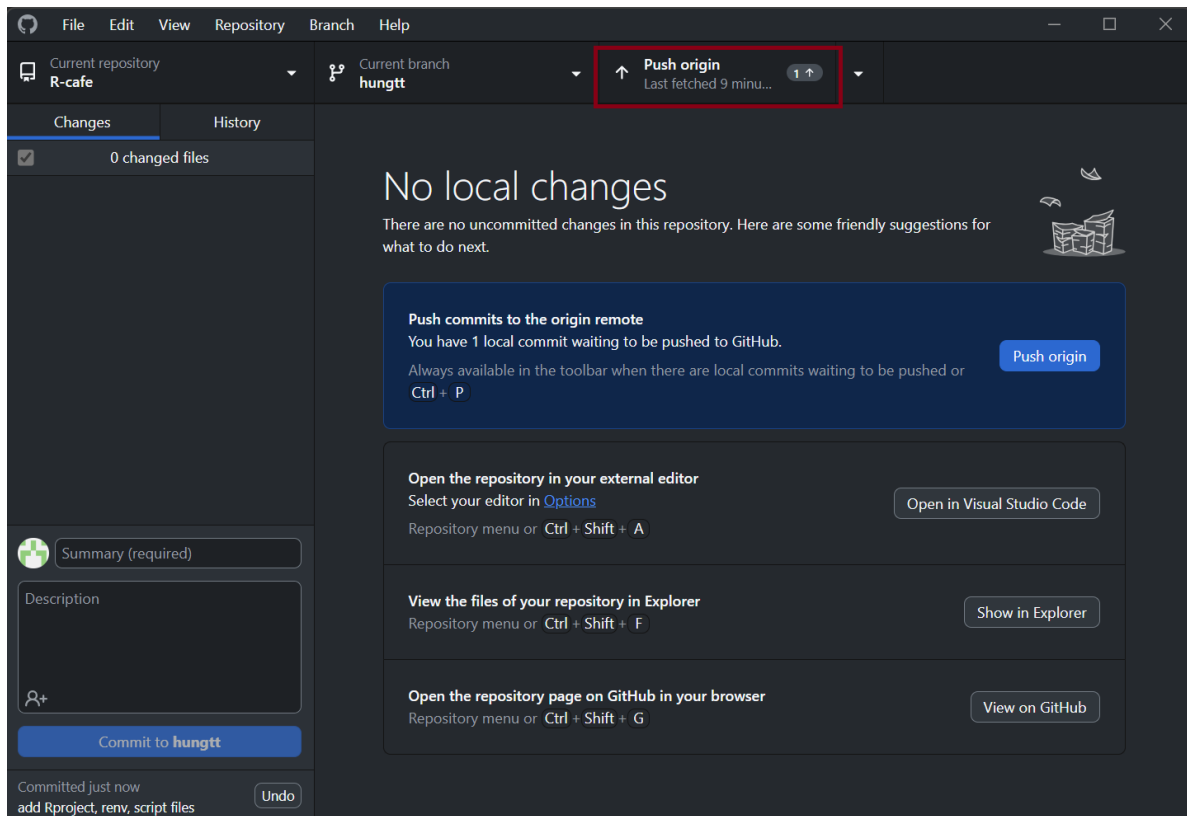 File Edit View Repository Branch Help
Current repository
R-cafe
Current branch
hungtt
Push origin
Last fetched 9 minu...
1
Changes History
0 changed files
No local changes
There are no uncommitted changes in this repository. Here are some friendly suggestions for
what to do next.
Push commits to the origin remote
You have 1 local commit waiting to be pushed to GitHub.
Always available in the toolbar when there are local commits waiting to be pushed or
Ctrl + P
Push origin
Open the repository in your external editor
Select your editor in Options
Repository menu or Ctrl + Shift + A
Open in Visual Studio Code
View the files of your repository in Explorer
Repository menu or Ctrl + Shift + F
Show in Explorer
Open the repository page on GitHub in your browser
Repository menu or Ctrl + Shift + G
View on GitHub
Summary (required)
Description
Commit to hungtt
Committed just now
add Rproject, renv, script files
Undo